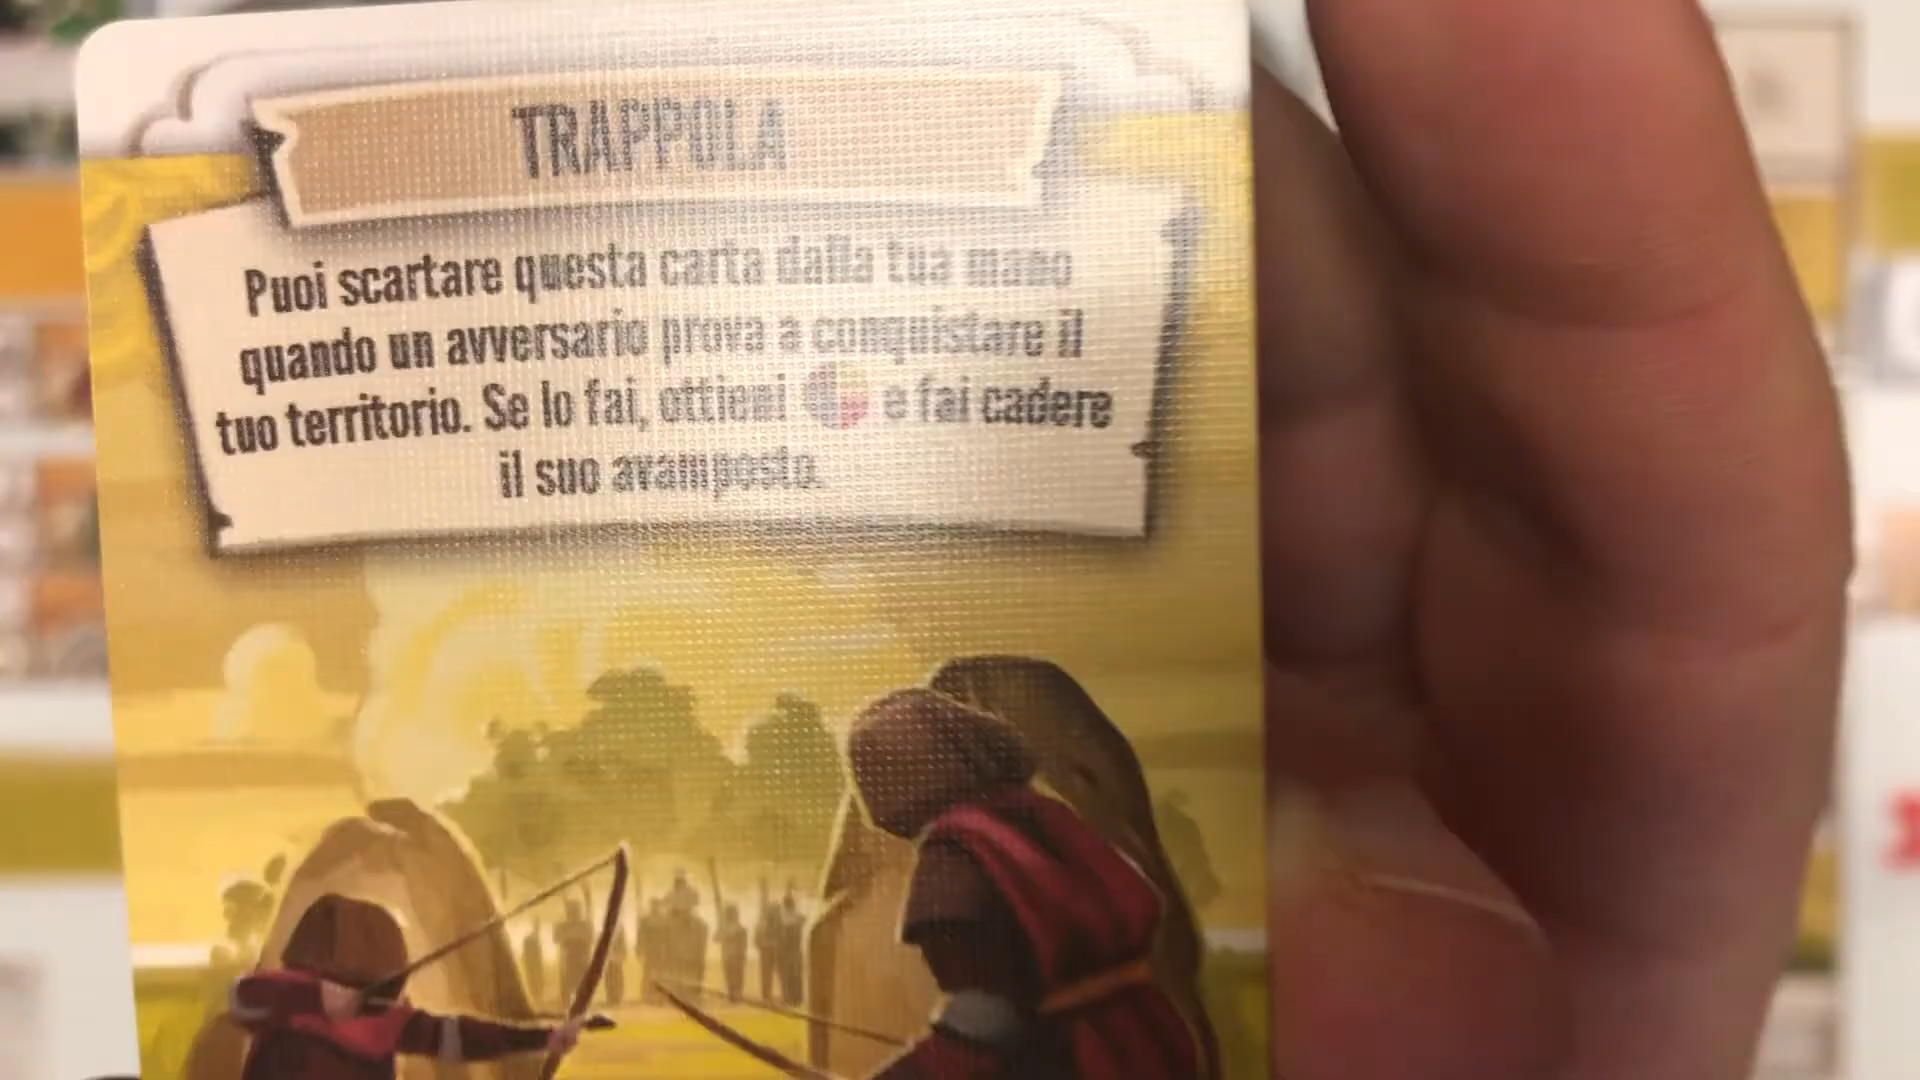 TRAPPOLA
Puoi scartare questa carta dalla tua mano
quando un avversario prova a conquistare il
tuo territorio. Se lo fai, ottieni e fai cadere
il suo avamposto.